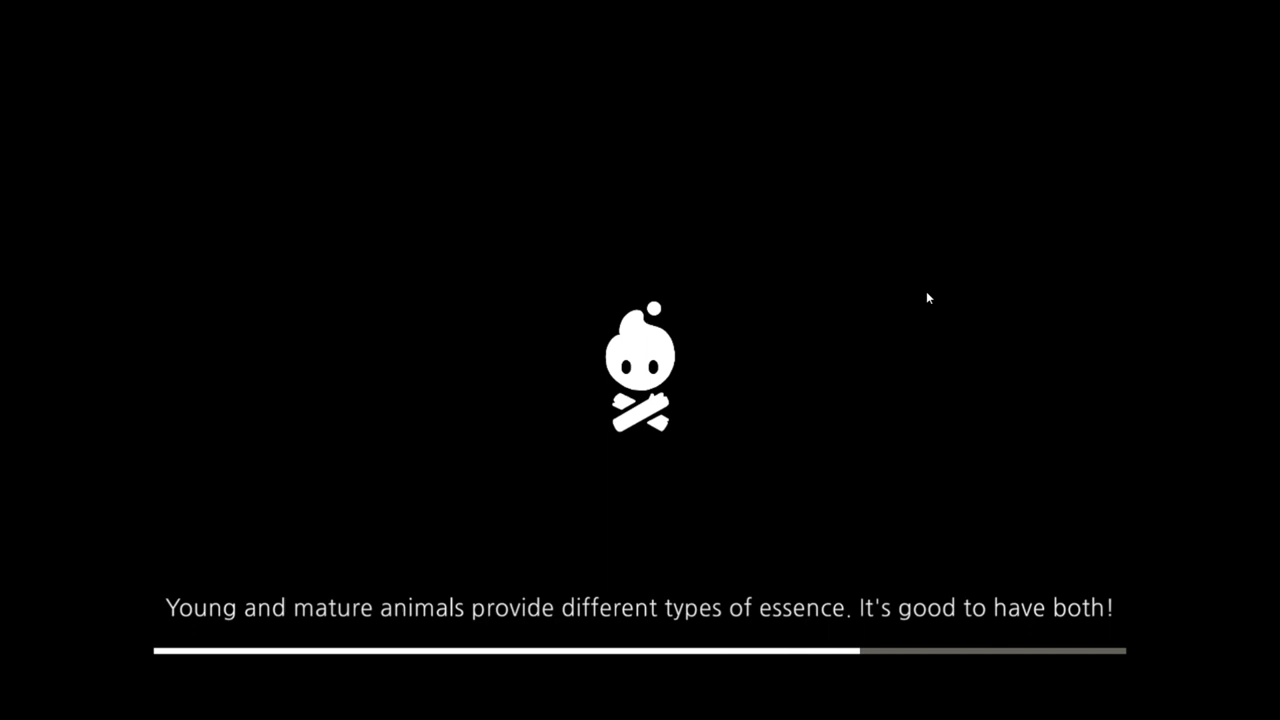 Young and mature animals provide different types of essence. It's good to have both!